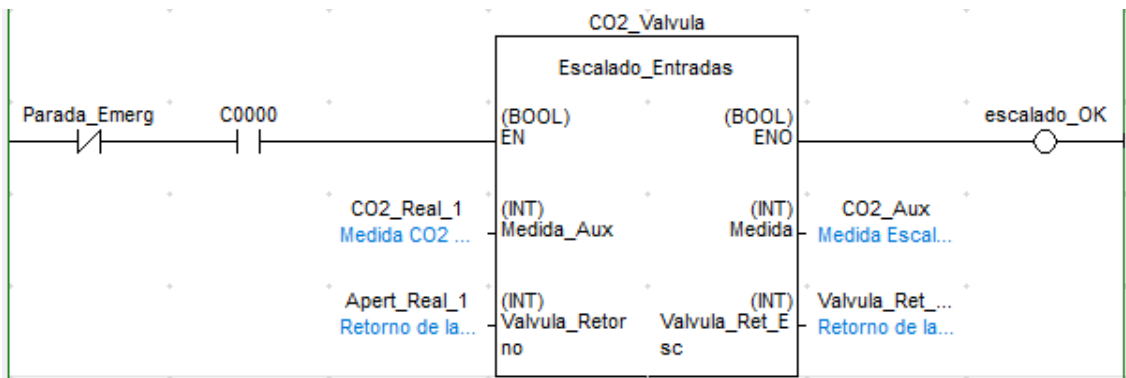 CO2_Valvula
Escalado_Entradas
Parada_Emerg C0000 (BOOL) (BOOL) escalado_OK
EN ENO
CO2_Real_1 (INT) (INT) CO2_Aux
Medida CO2 ... Medida_Aux Medida Medida Escal...
Apert_Real_1 (INT) (INT) Valvula_Ret_...
Retorno de la... Valvula_Retor Valvula_Ret_E Retorno de la...
no sc